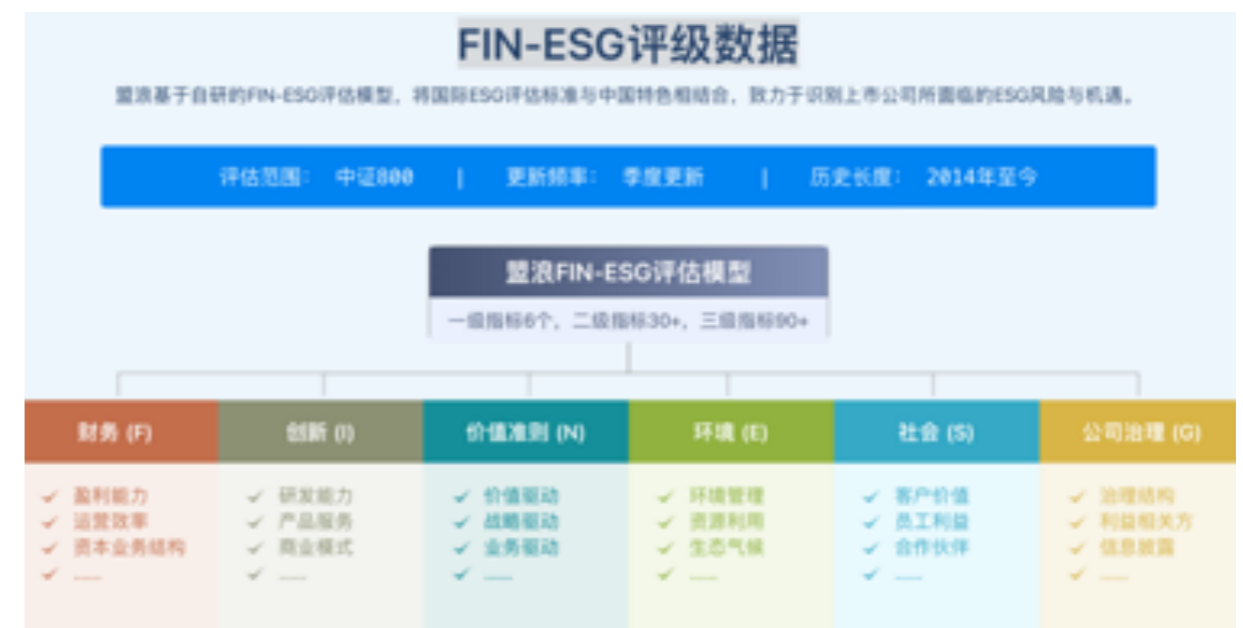 FIN-ESG评级数据
盟浪基于自研的FIN-ESG评估模型，将国际ESG评估标准与中国特色相结合，致力于识别上市公司所面临的ESG风险与机遇。
评估范围： 中证800 | 更新频率： 季度更新 | 历史长度： 2014年至今
盟浪FIN-ESG评估模型
一级指标6个，二级指标30+，三级指标90+
财务 (F) 创新 (I) 价值准则 (N) 环境 (E) 社会 (S) 公司治理 (G)
盈利能力 研发能力 价值驱动 环境管理 客户价值 治理结构
运营效率 产品服务 战略驱动 资源利用 员工利益 利益相关方
资本业务结构 商业模式 业务驱动 生态气候 合作伙伴 信息披露
…… …… …… …… …… ……